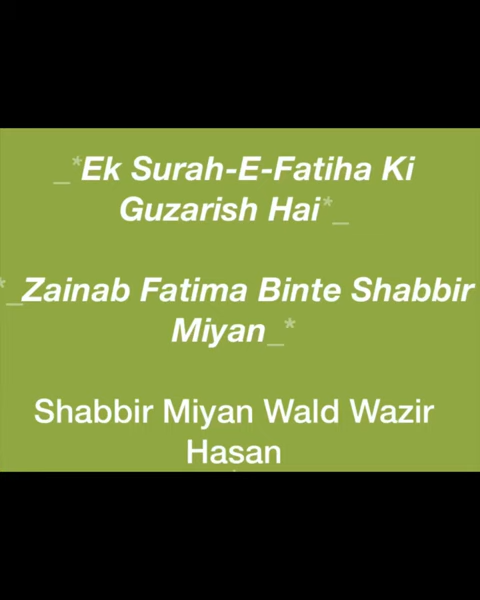 _*Ek Surah-E-Fatiha Ki
Guzarish Hai*_
*_Zainab Fatima Binte Shabbir
Miyan_*
Shabbir Miyan Wald Wazir
Hasan